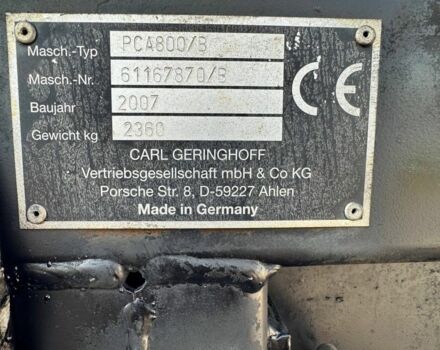 Masch.-Typ PCA800/B
Masch.-Nr. 61167870/B
Baujahr 2007
Gewicht kg 2360
CE
CARL GERINGHOFF
Vertriebsgesellschaft mbH & Co KG
Porsche Str. 8, D-59227 Ahlen
Made in Germany